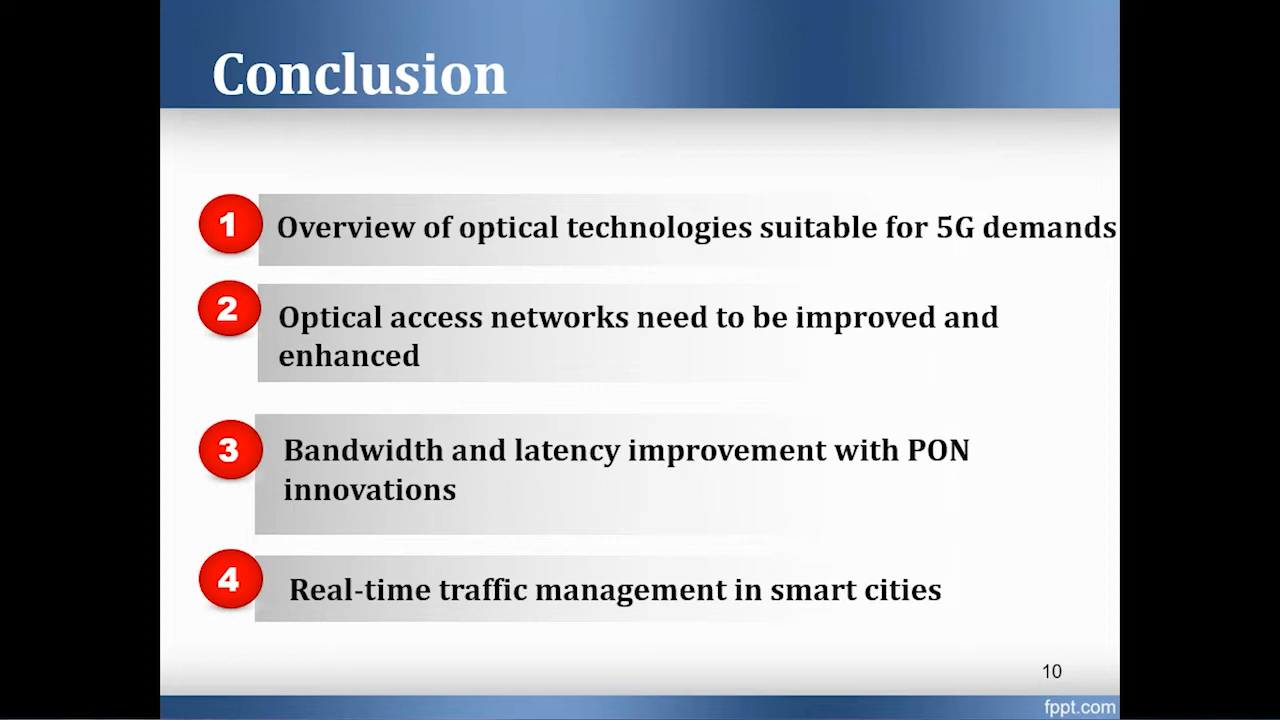 Conclusion
1
Overview of optical technologies suitable for 5G demands
2
Optical access networks need to be improved and
enhanced
3
Bandwidth and latency improvement with PON
innovations
4
Real-time traffic management in smart cities
10
fppt.com